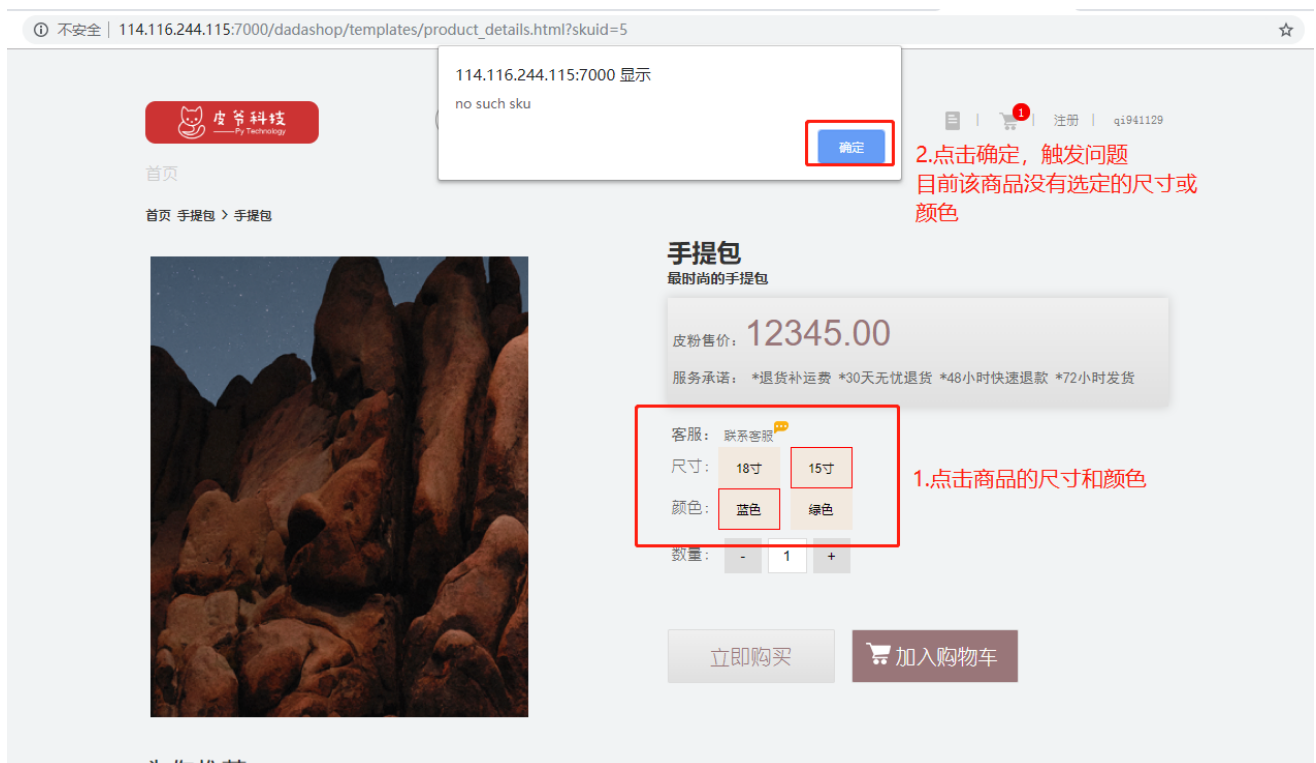 不安全 | 114.116.244.115:7000/dadashop/templates/product_details.html?skuid=5
114.116.244.115:7000 显示
no such sku
确定
皮爷科技
Py Technology
1
注册
qi941129
2.点击确定，触发问题
目前该商品没有选定的尺寸或
颜色
首页
首页 手提包 > 手提包
手提包
最时尚的手提包
皮粉售价: 12345.00
服务承诺: *退货补运费 *30天无忧退货 *48小时快速退款 *72小时发货
客服: 联系客服
尺寸: 18寸 15寸
1.点击商品的尺寸和颜色
颜色: 蓝色 绿色
数量: - 1 +
立即购买
加入购物车